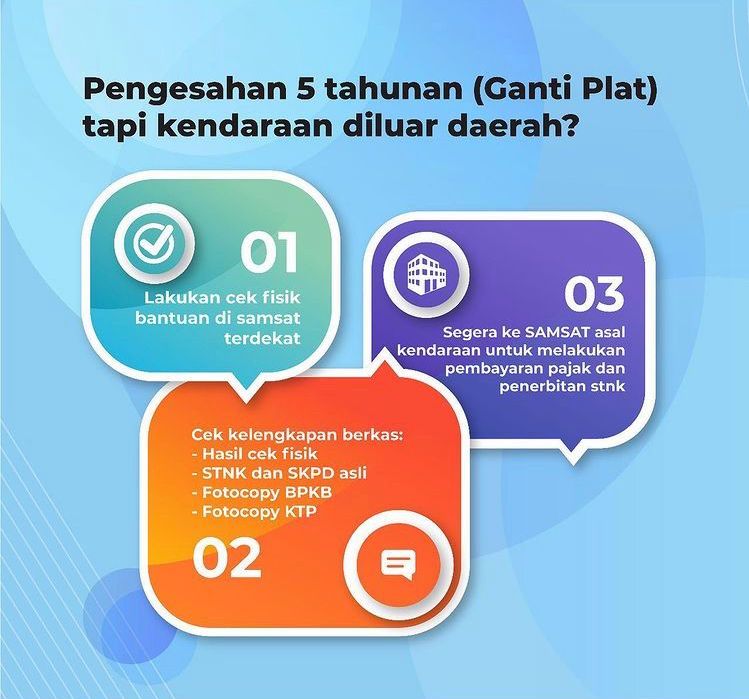 Pengesahan 5 tahunan (Ganti Plat)
tapi kendaraan diluar daerah?
01
Lakukan cek fisik
bantuan di samsat
terdekat
Cek kelengkapan berkas:
- Hasil cek fisik
- STNK dan SKPD asli
- Fotocopy BPKB
- Fotocopy KTP
02
03
Segera ke SAMSAT asal
kendaraan untuk melakukan
pembayaran pajak dan
penerbitan stnk